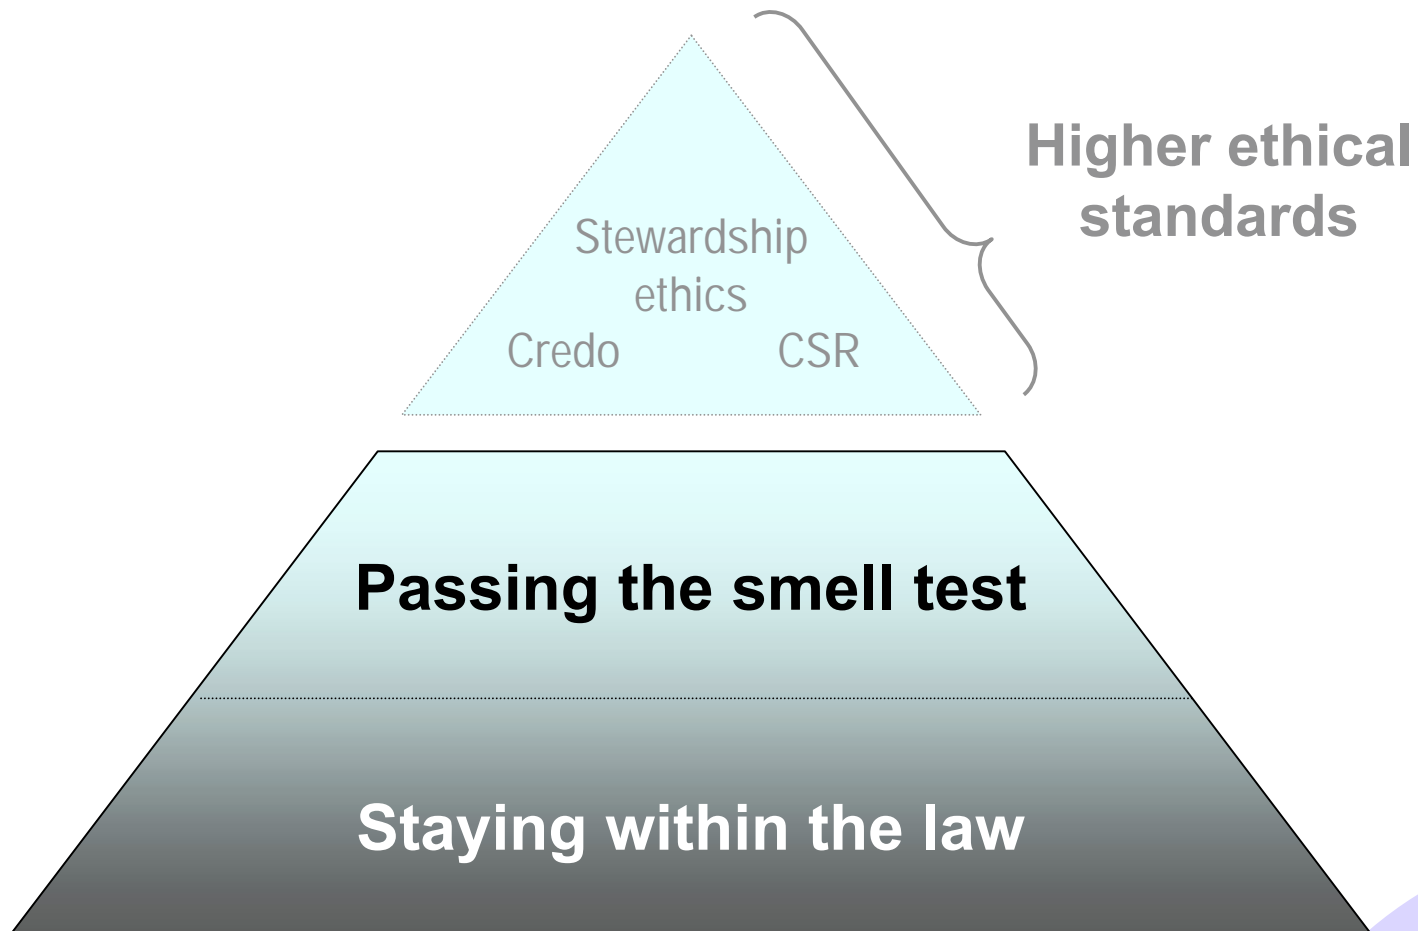 Higher ethical
standards
Stewardship
ethics
Credo CSR
Passing the smell test
Staying within the law